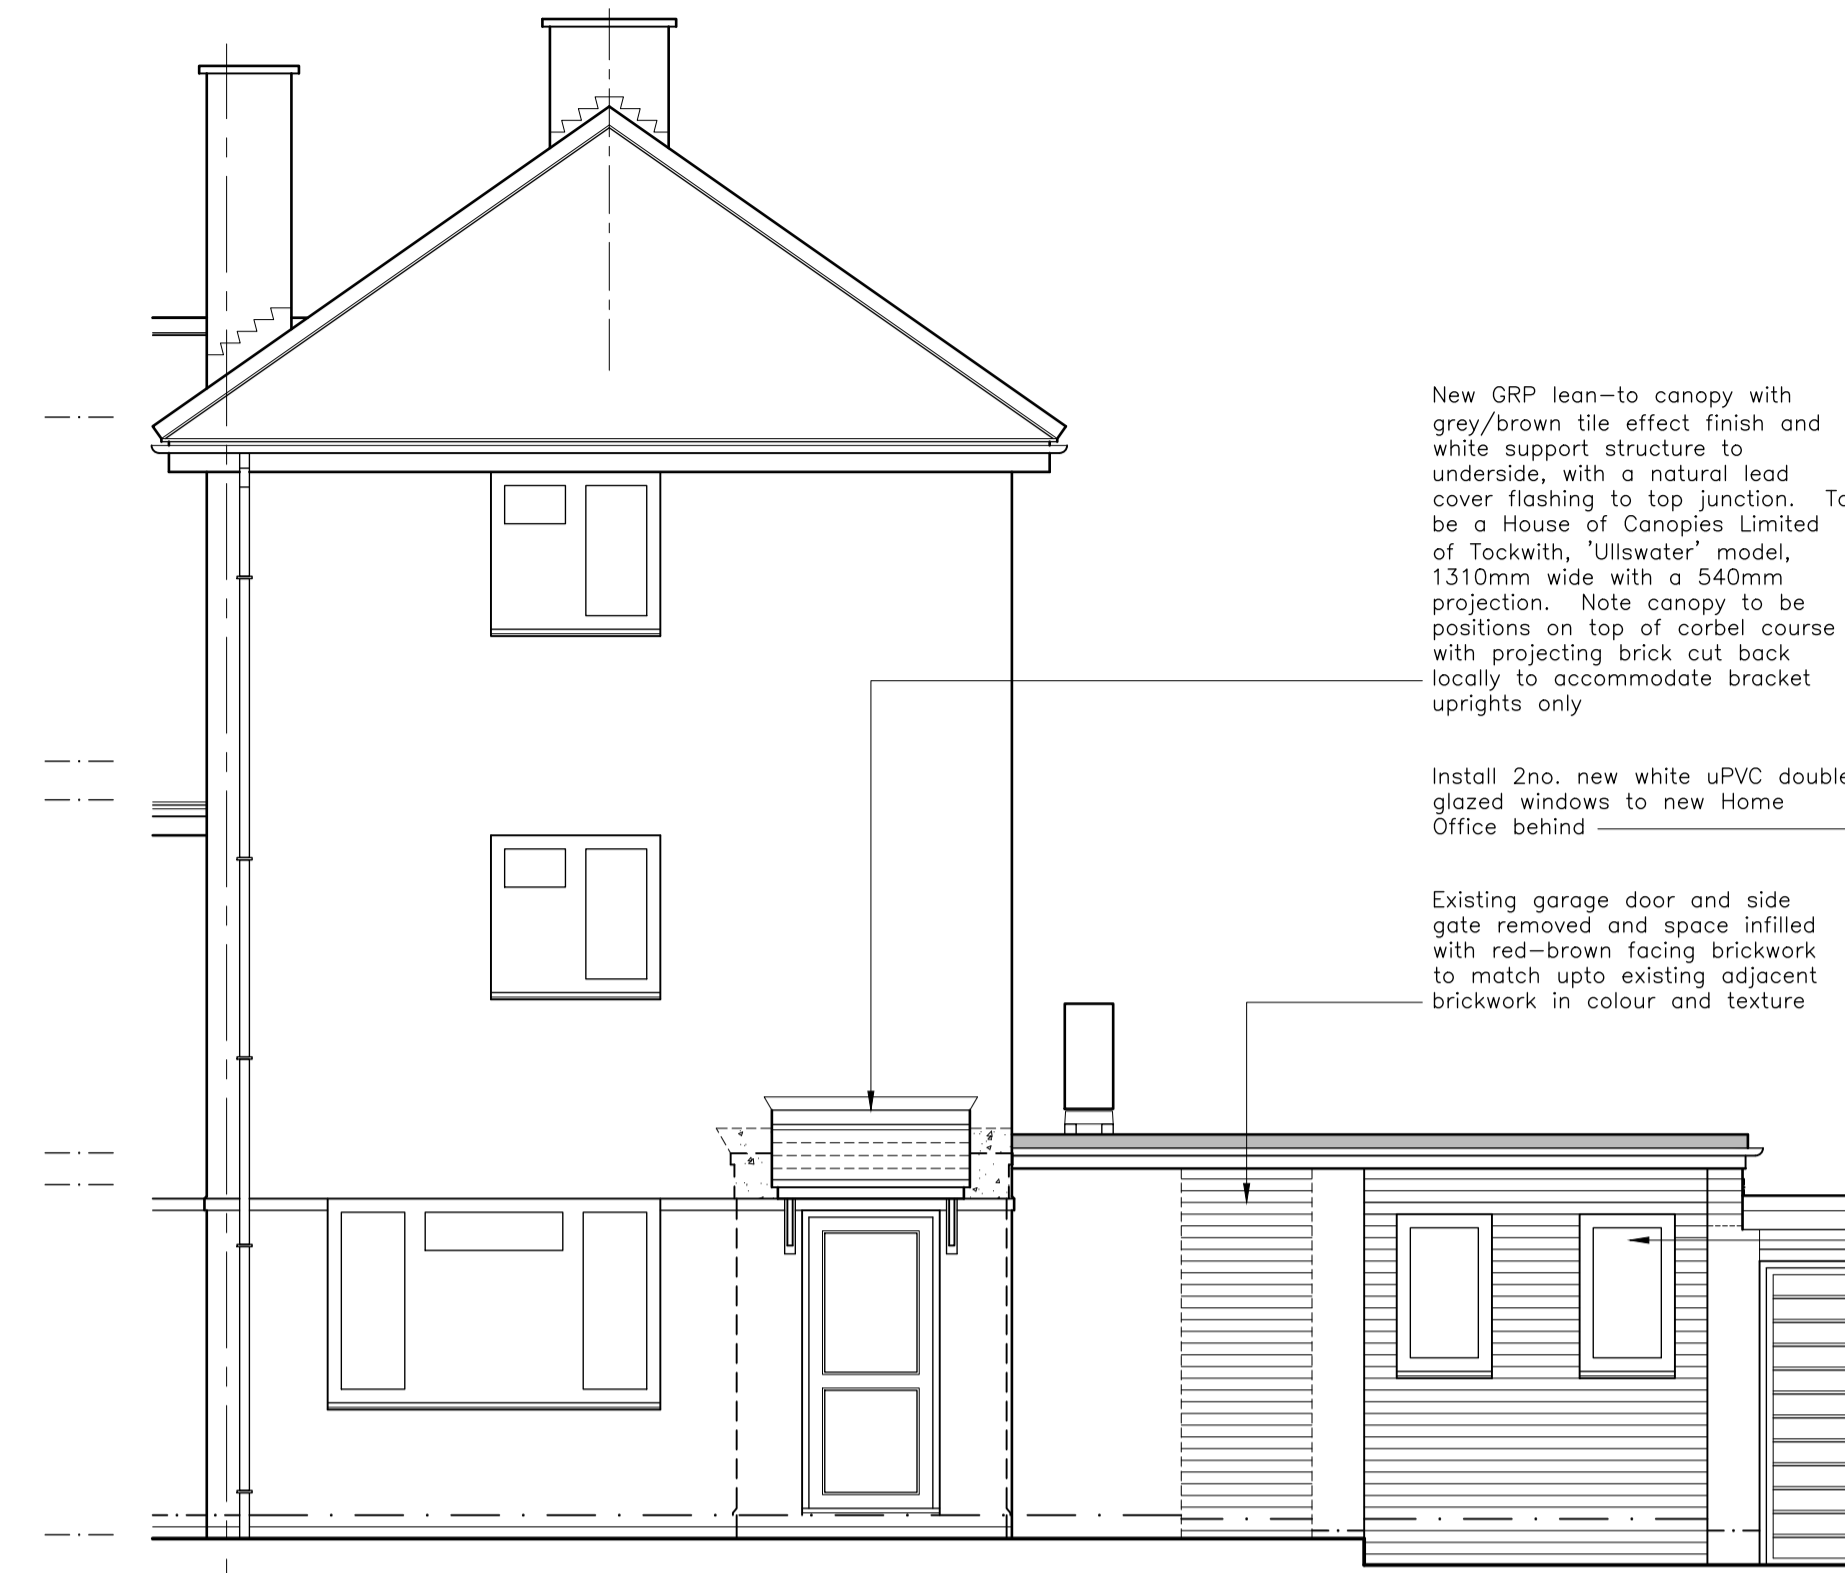 New GRP lean-to canopy with
grey/brown tile effect finish and
white support structure to
underside, with a natural lead
cover flashing to top junction. To
be a House of Canopies Limited
of Tockwith, 'Ullswater' model,
1310mm wide with a 540mm
projection. Note canopy to be
positions on top of corbel course
with projecting brick cut back
locally to accommodate bracket
uprights only
Install 2no. new white uPVC double
glazed windows to new Home
Office behind
Existing garage door and side
gate removed and space infilled
with red-brown facing brickwork
to match upto existing adjacent
brickwork in colour and texture